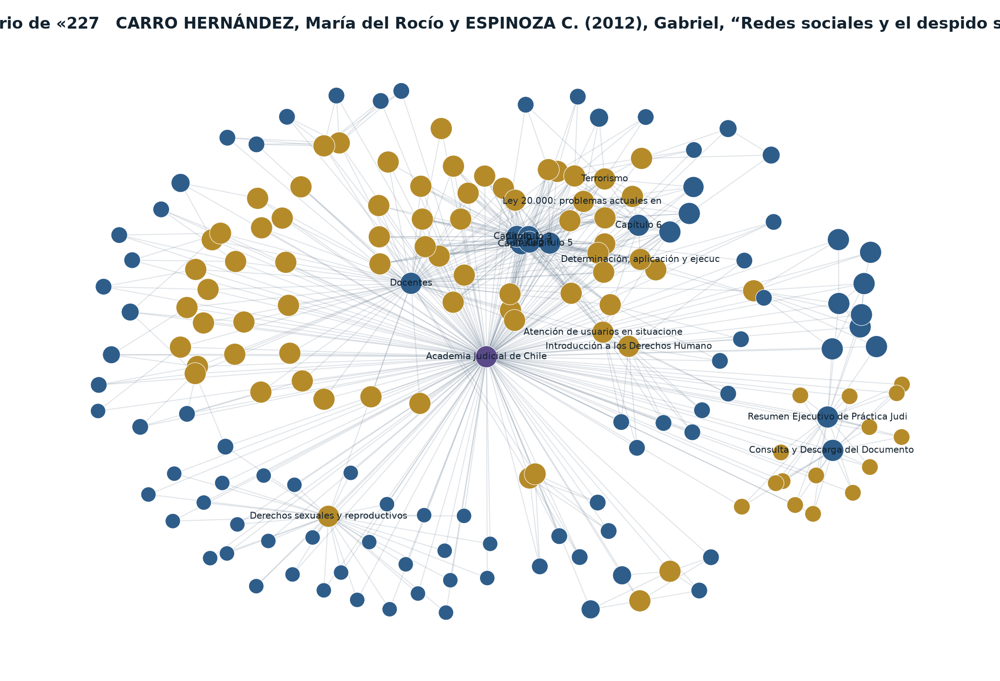 rio de «227 CARRO HERNÁNDEZ, María del Rocío y ESPINOZA C. (2012), Gabriel, “Redes sociales y el despido s
Terrorismo
Ley 20.000: problemas actuales en
Capítulo 6
Capítulo 3
Capítulo 5
Determinación, aplicación y ejecuc
Docentes
Atención de usuarios en situacione
Introducción a los Derechos Humano
Academia Judicial de Chile
Resumen Ejecutivo de Práctica Judi
Consulta y Descarga del Documento
Derechos sexuales y reproductivos